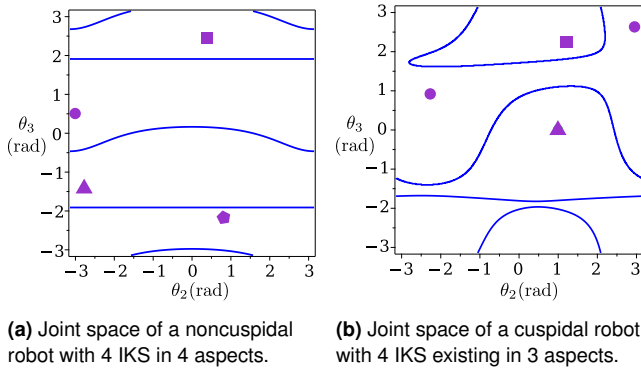 3
2
1
0
−1
−2
−3
θ3
(rad)
−3 −2 −1 0 1 2 3
θ2(rad)
3
2
1
0
−1
−2
−3
θ3
(rad)
−3 −2 −1 0 1 2 3
θ2(rad)
(a) Joint space of a noncuspidal
robot with 4 IKS in 4 aspects.
(b) Joint space of a cuspidal robot
with 4 IKS existing in 3 aspects.